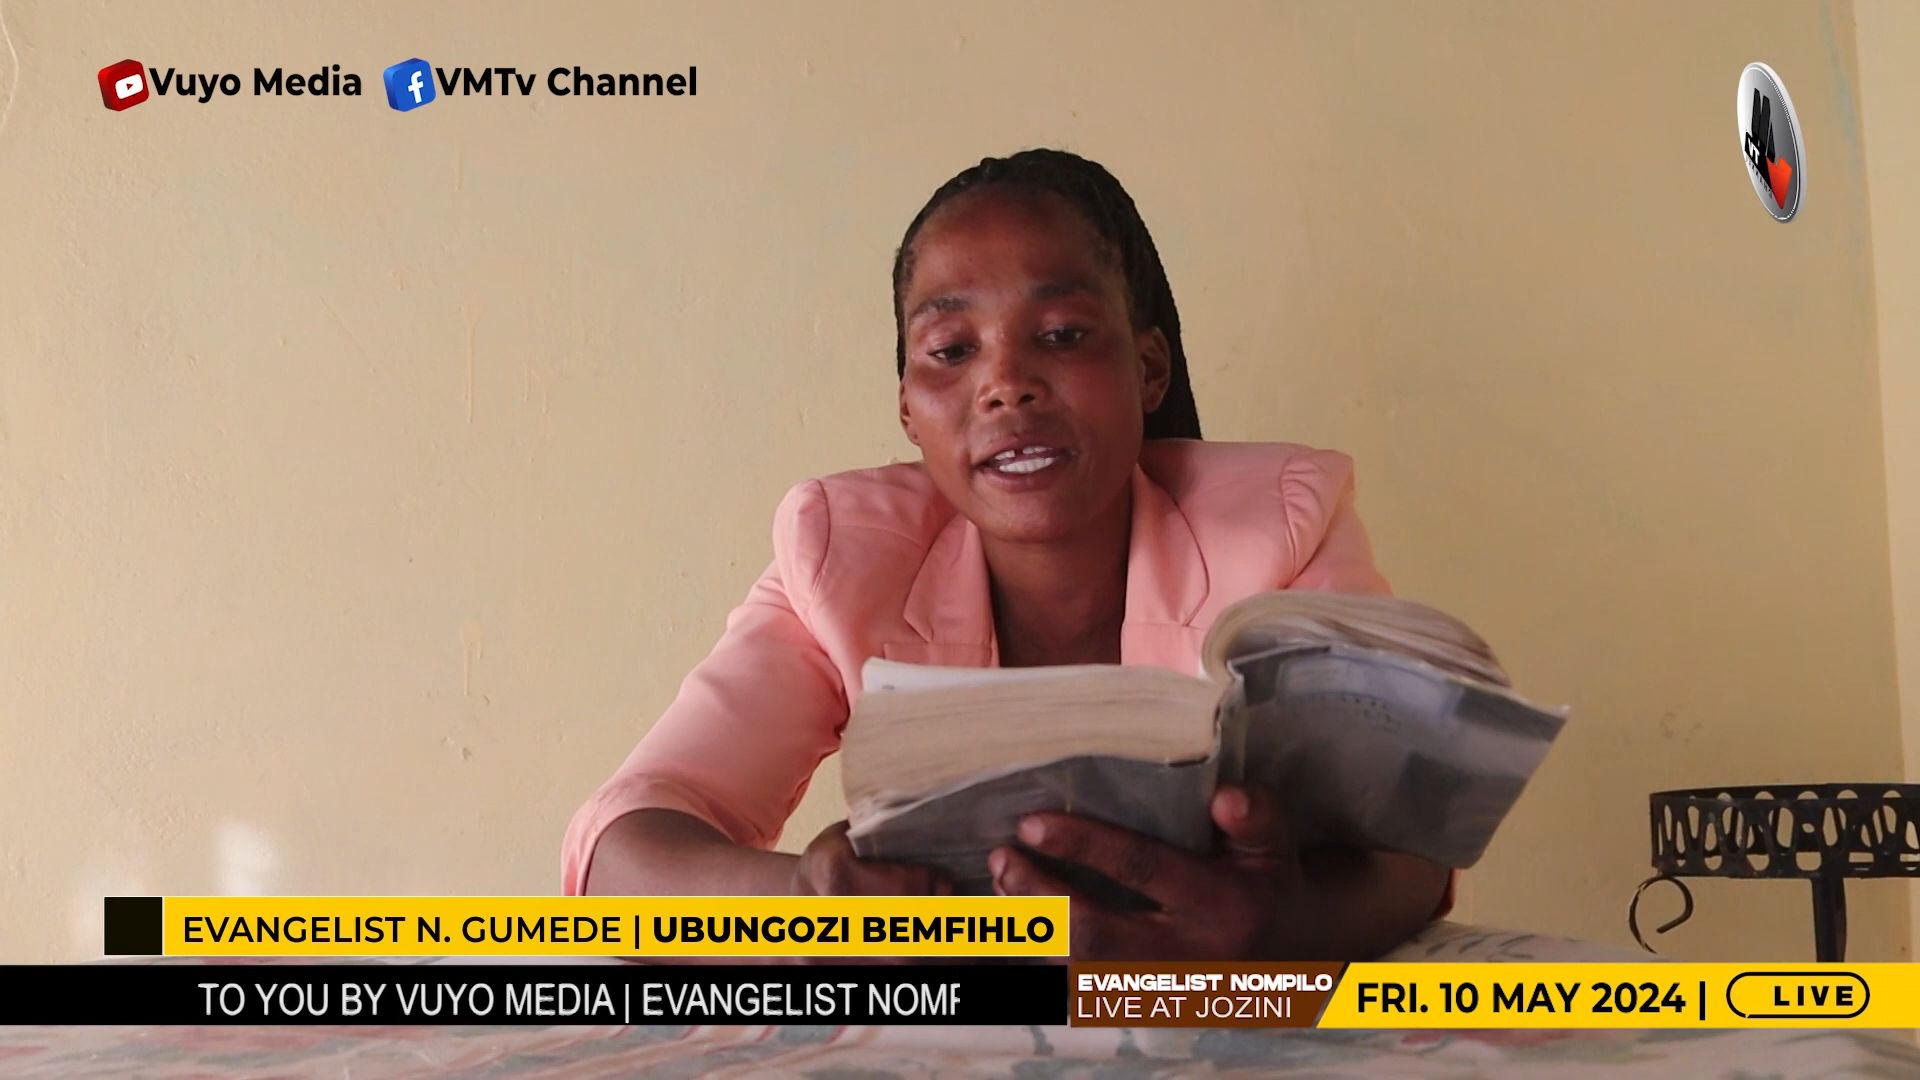 Vuyo Media VMTv Channel
EVANGELIST N. GUMEDE | UBUNGOZI BEMFIHLO
TO YOU BY VUYO MEDIA | EVANGELIST NOMP
EVANGELIST NOMPILO
LIVE AT JOZINI
FRI. 10 MAY 2024 |
LIVE